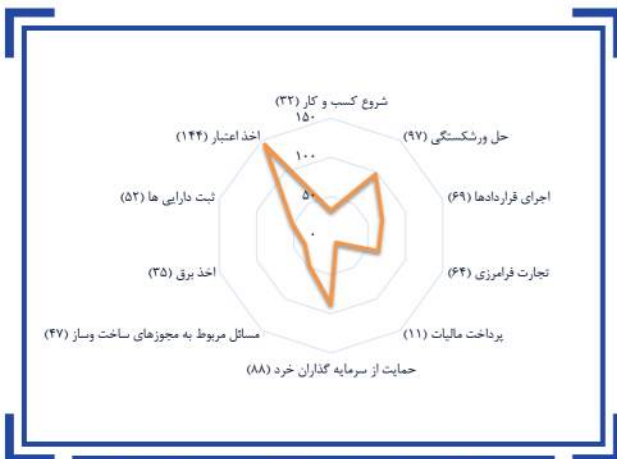 شروع کسب و کار (۳۲)
۱۵۰
اخذ اعتبار (۱۴۴)
حل ورشکستگی (۹۷)
۱۰۰
ثبت دارایی ها (۵۲)
۵۰
اجرای قراردادها (۶۹)
۰
اخذ برق (۳۵)
تجارت فرامرزی (۶۴)
مسائل مربوط به مجوزهای ساخت وساز (۴۷)
پرداخت مالیات (۱۱)
حمایت از سرمایه گذاران خرد (۸۸)